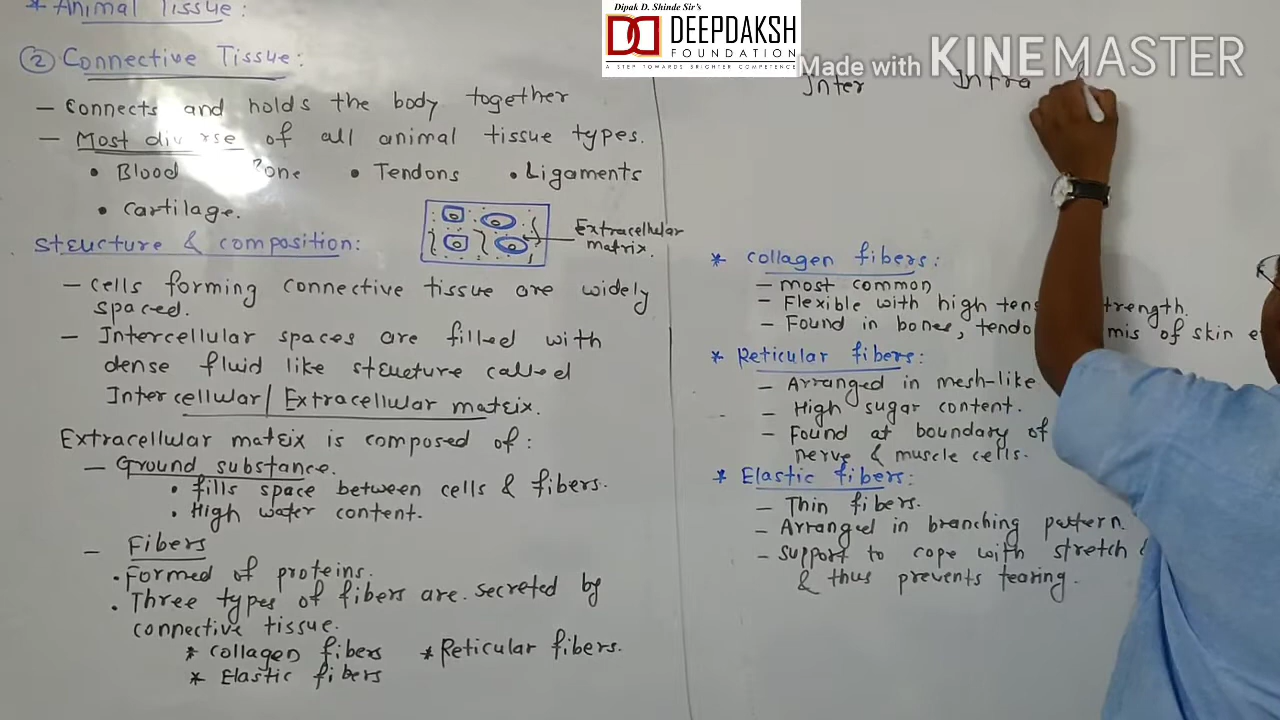 * Animal Tissue:
② Connective Tissue:
– Connects and holds the body together
– Most diverse of all animal tissue types.
• Blood Bone • Tendons • Ligaments
• Cartilage.
Structure & composition:
Extracellular matrix.
– Cells forming connective tissue are widely
spaced.
– Intercellular spaces are filled with
dense fluid like structure called
Intercellular/Extracellular matrix.
Extracellular matrix is composed of:
– Ground substance.
• fills space between cells & fibers.
• High water content.
– Fibers
• Formed of proteins.
• Three types of fibers are secreted by
connective tissue.
* Collagen fibers * Reticular fibers.
* Elastic fibers
Dipak D. Shinde Sir's
DEEPDAKSH
FOUNDATION
A STEP TOWARDS BRIGHTER COMPETENCE
Made with KINEMASTER
Inter Intra
* Collagen fibers:
– most common
– Flexible with high strength.
– Found in bones, of skin
* Reticular fibers:
– Arranged in mesh-like
– High sugar content.
– Found at boundary of
nerve & muscle cells.
* Elastic fibers:
– Thin fibers.
– Arranged in branching pattern.
– Support to cope with stretch
& thus prevents tearing.